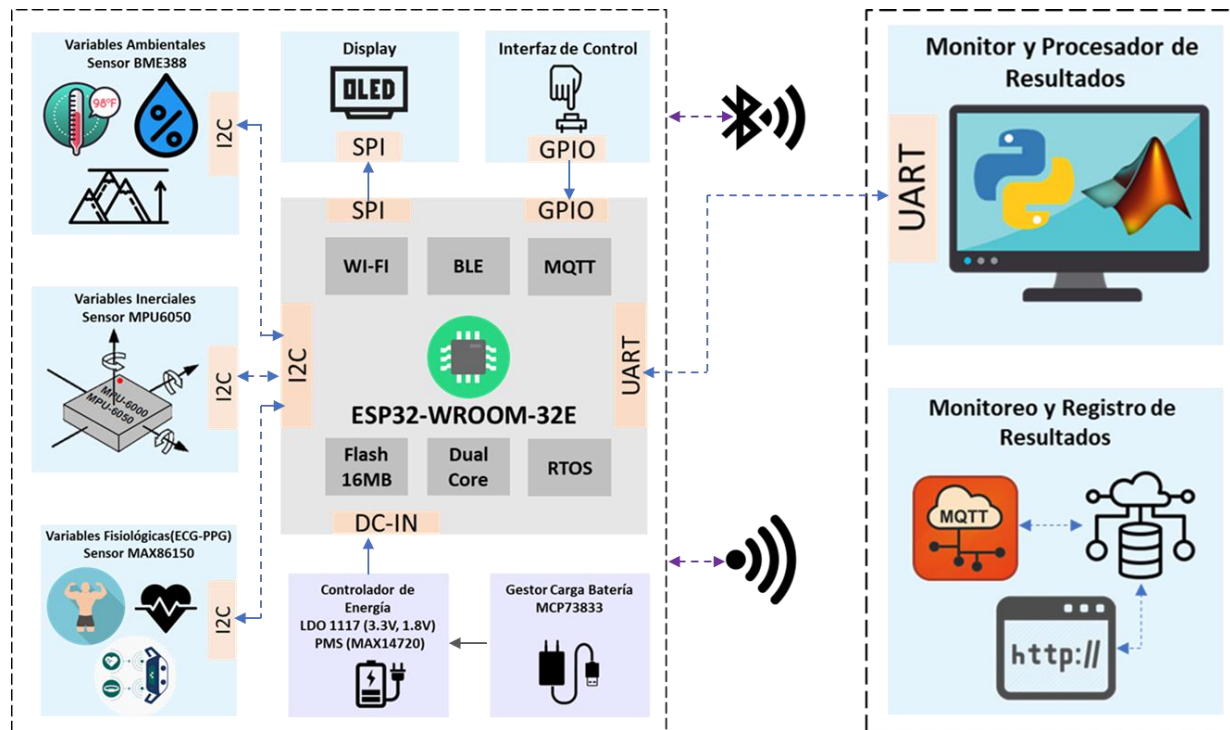 Variables Ambientales
Sensor BME388
98°F
%
I2C
Display
OLED
SPI
Interfaz de Control
GPIO
SPI
GPIO
WI-FI
BLE
MQTT
I2C
UART
ESP32-WROOM-32E
Flash
16MB
Dual
Core
RTOS
DC-IN
Variables Inerciales
Sensor MPU6050
MPU-6000
MPU-6050
I2C
Variables Fisiológicas(ECG-PPG)
Sensor MAX86150
I2C
Controlador de
Energía
LDO 1117 (3.3V, 1.8V)
PMS (MAX14720)
Gestor Carga Batería
MCP73833
Monitor y Procesador de
Resultados
UART
Monitoreo y Registro de
Resultados
MQTT
http://